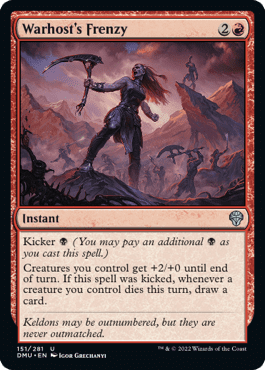 Warhost's Frenzy 2
Instant
Kicker (You may pay an additional as
you cast this spell.)
Creatures you control get +2/+0 until end
of turn. If this spell was kicked, whenever a
creature you control dies this turn, draw a
card.
Keldons may be outnumbered, but they are
never outmatched.
151/281 U
DMU • EN Igor Grechanyi
™ & © 2022 Wizards of the Coast